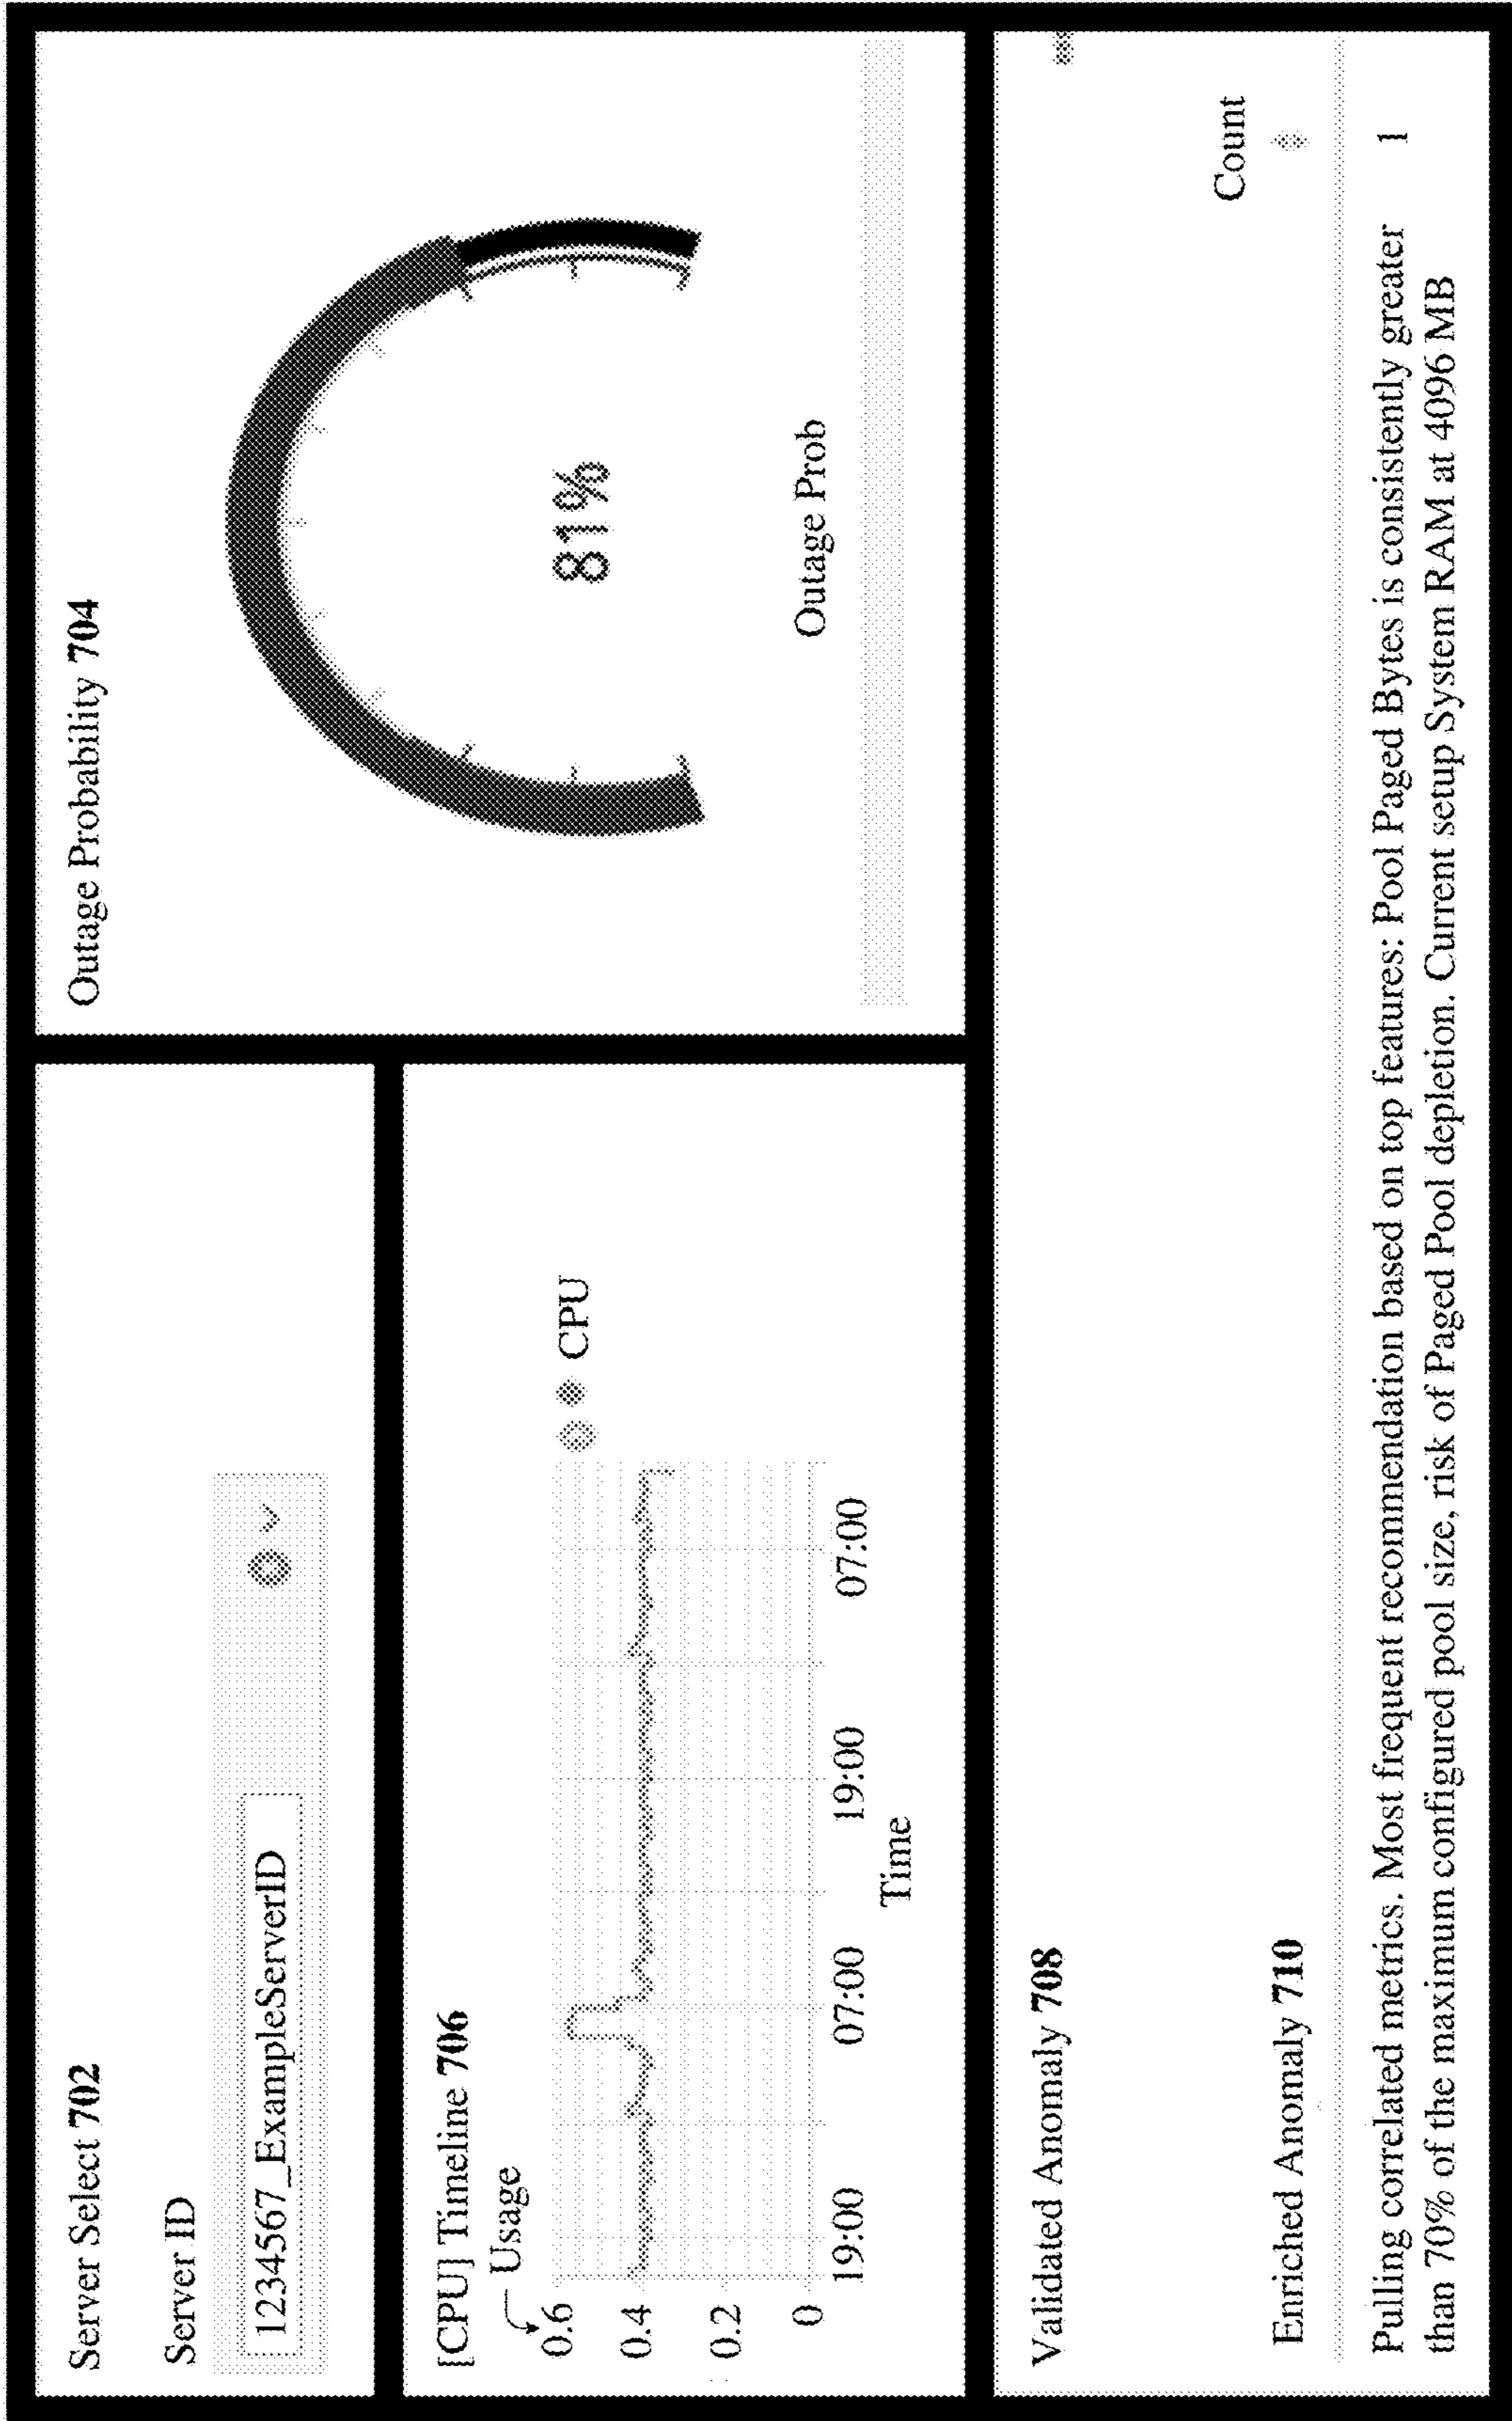 Server Select 702
Server ID
1234567_ExampleServerID
[CPU] Timeline 706
Usage
0.6
0.4
0.2
0
CPU
19:00
07:00
19:00
07:00
Time
Outage Probability 704
81%
Outage Prob
Validated Anomaly 708
Enriched Anomaly 710
Count
Pulling correlated metrics. Most frequent recommendation based on top features: Pool Paged Bytes is consistently greater
than 70% of the maximum configured pool size, risk of Paged Pool depletion. Current setup System RAM at 4096 MB
1